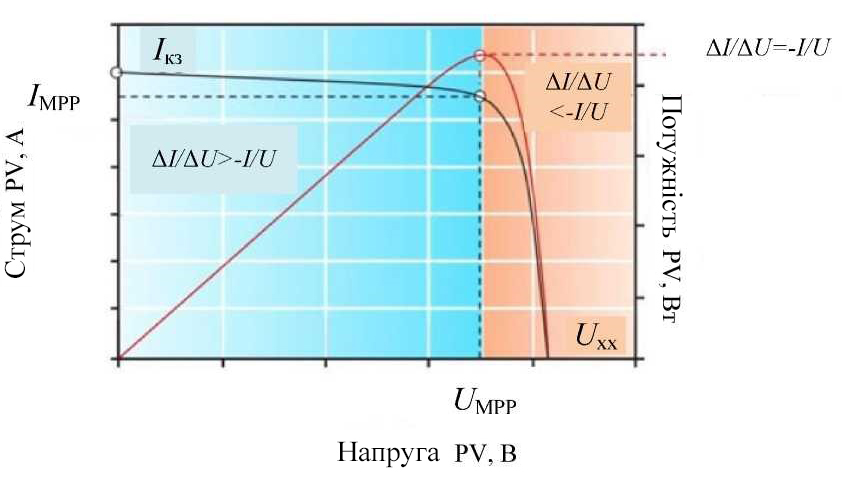 Iкз
ΔI/ΔU=-I/U
IMPP
ΔI/ΔU
<-I/U
ΔI/ΔU>-I/U
Струм PV, А
Потужність PV, Вт
Uхх
UMPP
Напруга PV, В